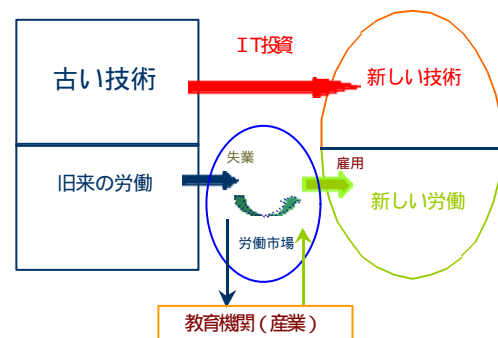 IT投資
古い技術
新しい技術
失業
雇用
旧来の労働
新しい労働
労働市場
教育機関(産業)